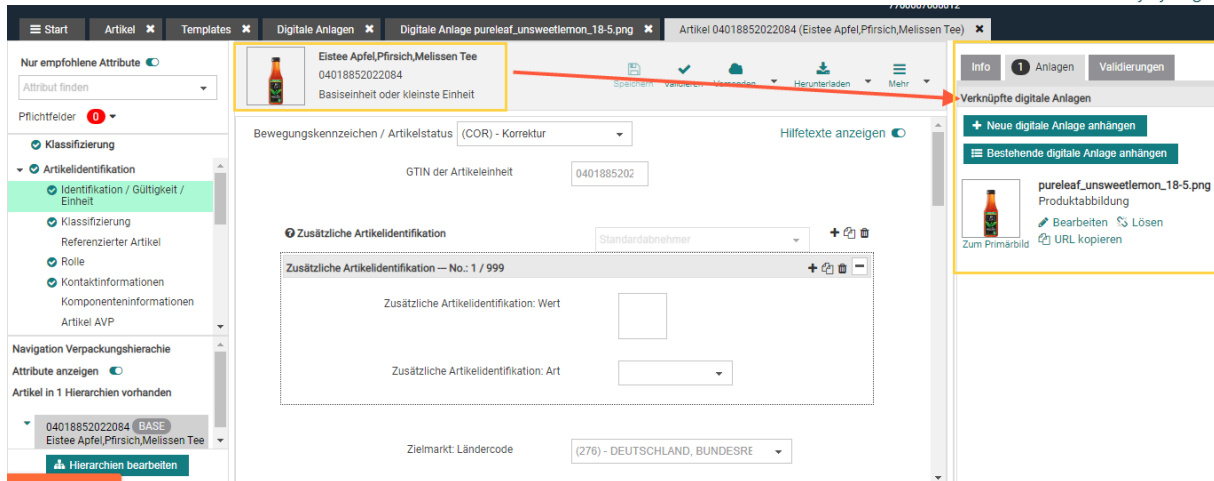 Start
Artikel ✖
Templates ✖
Digitale Anlagen ✖
Digitale Anlage pureleaf_unsweetlemon_18-5.png ✖
Artikel 04018852022084 (Eistee Apfel,Pfirsich,Melissen Tee) ✖
Nur empfohlene Attribute
Attribut finden
Pflichtfelder 0
Klassifizierung
Artikelidentifikation
Identifikation / Gültigkeit /
Einheit
Klassifizierung
Referenzierter Artikel
Rolle
Kontaktinformationen
Komponenteninformationen
Artikel AVP
Navigation Verpackungshierachie
Attribute anzeigen
Artikel in 1 Hierarchien vorhanden
04018852022084 BASE
Eistee Apfel,Pfirsich,Melissen Tee
Hierarchien bearbeiten
Eistee Apfel,Pfirsich,Melissen Tee
04018852022084
Basiseinheit oder kleinste Einheit
Speichern
Validieren
Versenden
Herunterladen
Mehr
Bewegungskennzeichen / Artikelstatus (COR) - Korrektur
Hilfetexte anzeigen
GTIN der Artikeleinheit 0401885202
Zusätzliche Artikelidentifikation Standardabnehmer
Zusätzliche Artikelidentifikation — No.: 1 / 999
Zusätzliche Artikelidentifikation: Wert
Zusätzliche Artikelidentifikation: Art
Zielmarkt: Ländercode (276) - DEUTSCHLAND, BUNDESRE
Info
1 Anlagen
Validierungen
Verknüpfte digitale Anlagen
+ Neue digitale Anlage anhängen
Bestehende digitale Anlage anhängen
pureleaf_unsweetlemon_18-5.png
Produktabbildung
Bearbeiten Lösen
Zum Primärbild URL kopieren